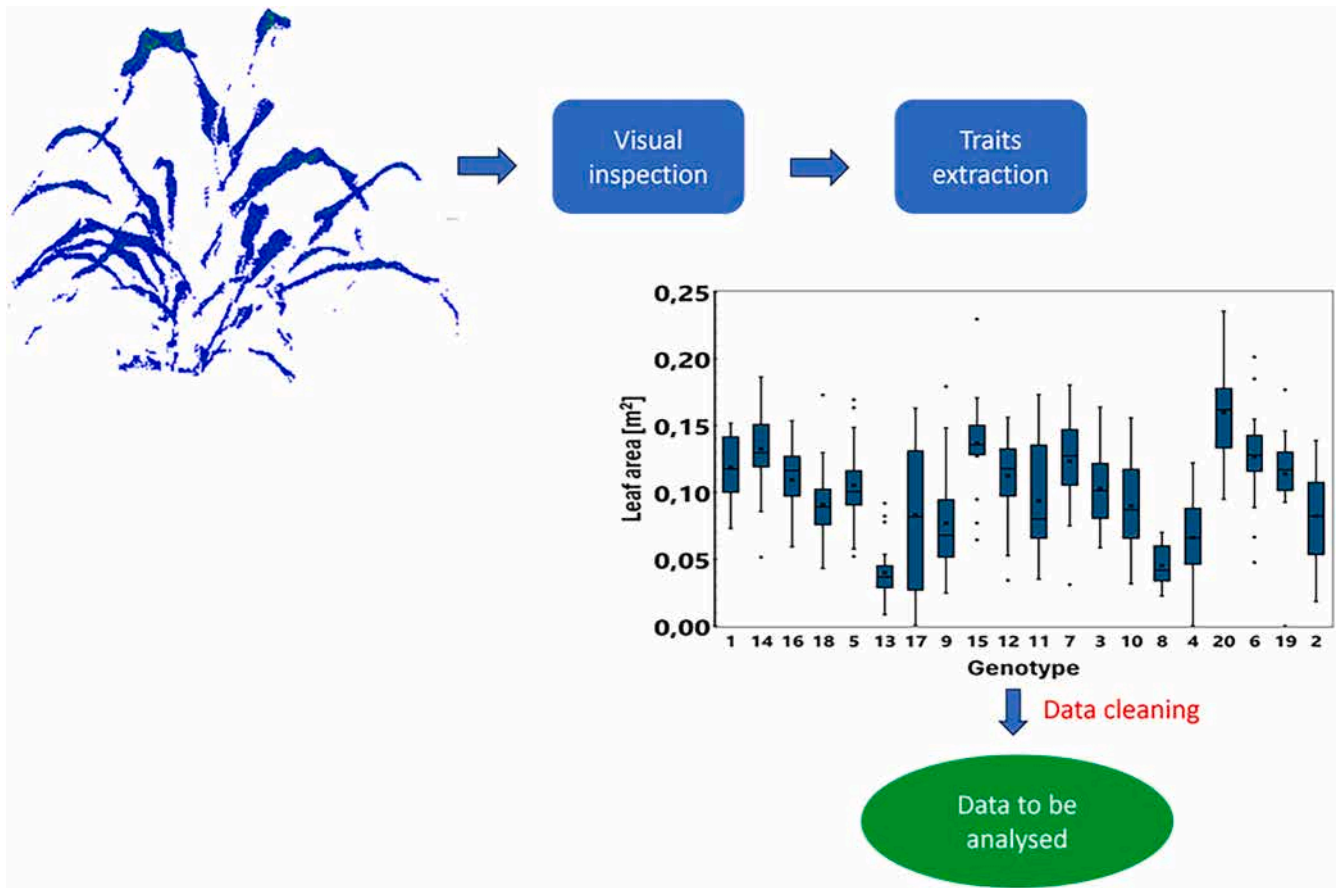 Visual
inspection
Traits
extraction
0,25
0,20
0,15
0,10
0,05
0,00
Leaf area [m²]
1 14 16 18 5 13 17 9 15 12 11 7 3 10 8 4 20 6 19 2
Genotype
Data cleaning
Data to be
analysed